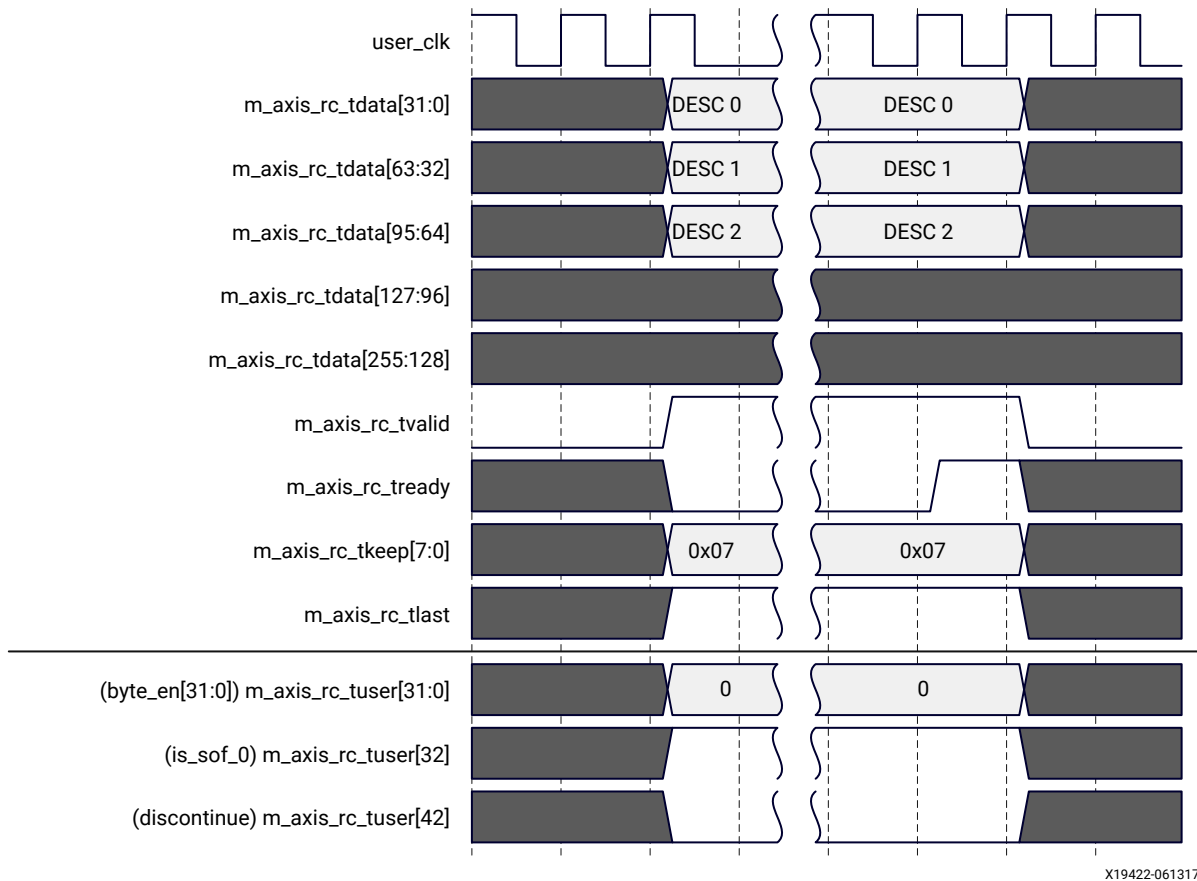 user_clk
m_axis_rc_tdata[31:0] DESC 0 DESC 0
m_axis_rc_tdata[63:32] DESC 1 DESC 1
m_axis_rc_tdata[95:64] DESC 2 DESC 2
m_axis_rc_tdata[127:96]
m_axis_rc_tdata[255:128]
m_axis_rc_tvalid
m_axis_rc_tready
m_axis_rc_tkeep[7:0] 0x07 0x07
m_axis_rc_tlast
(byte_en[31:0]) m_axis_rc_tuser[31:0] 0 0
(is_sof_0) m_axis_rc_tuser[32]
(discontinue) m_axis_rc_tuser[42]
X19422-061317